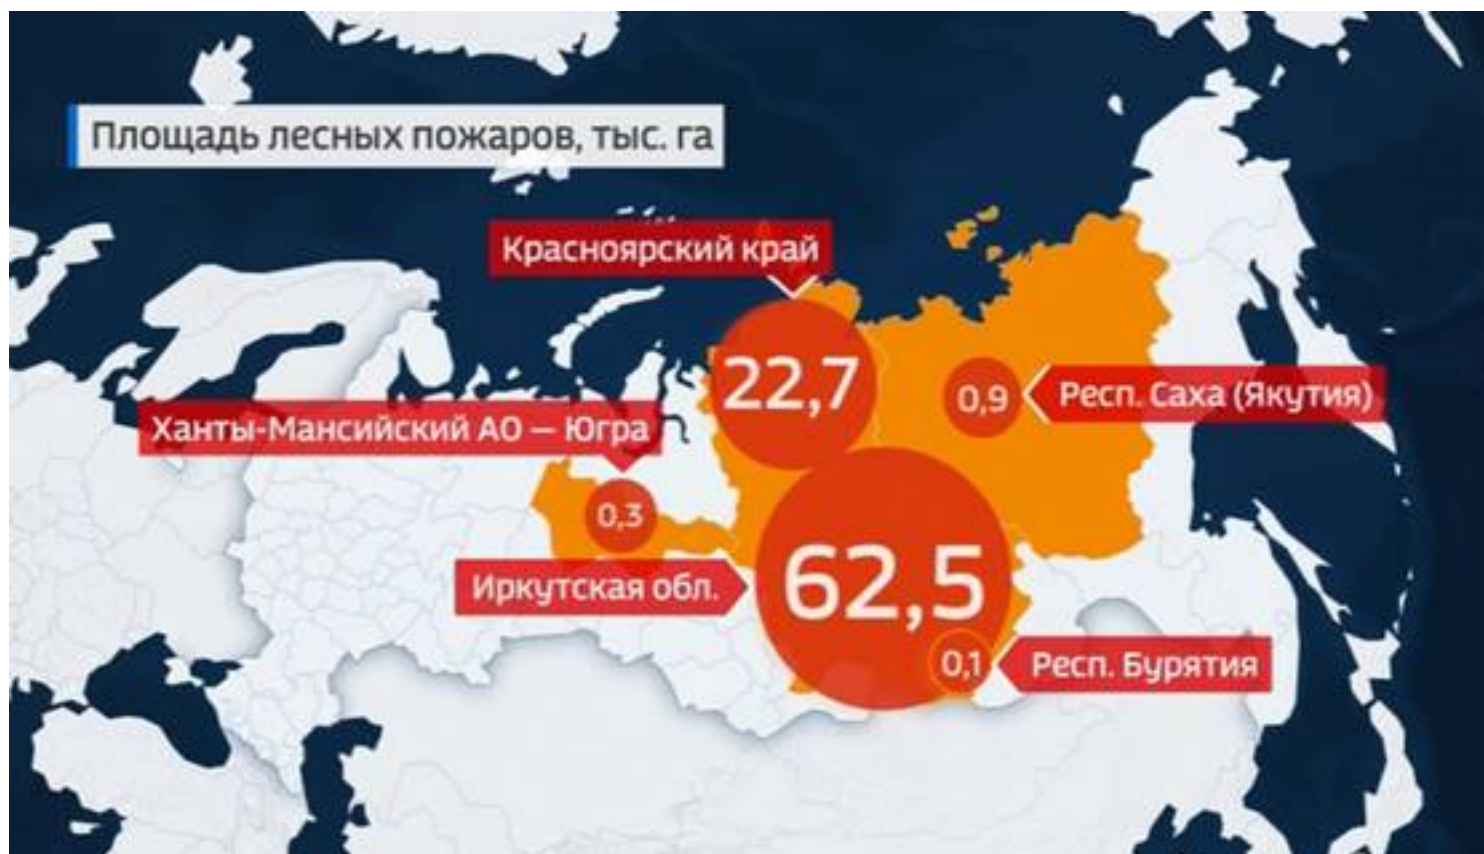 Площадь лесных пожаров, тыс. га
Красноярский край
22,7
0,9
Респ. Саха (Якутия)
Ханты-Мансийский АО — Югра
0,3
Иркутская обл.
62,5
0,1
Респ. Бурятия